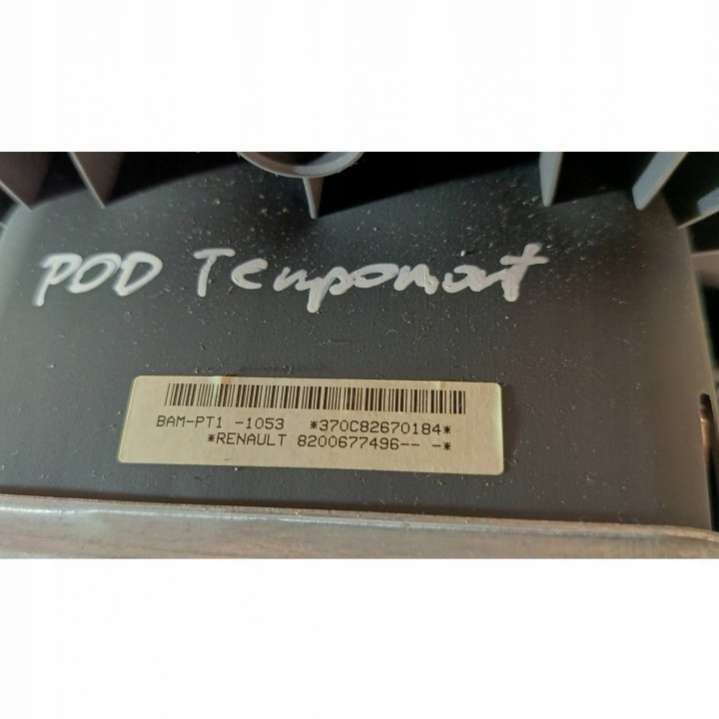 POD Tempomat
BAM-PT1 -1053 *370C82670184*
*RENAULT 8200677496-- -*